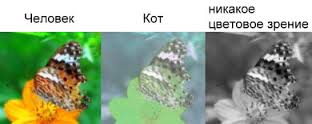 Человек
Кот
никакое
цветовое зрение